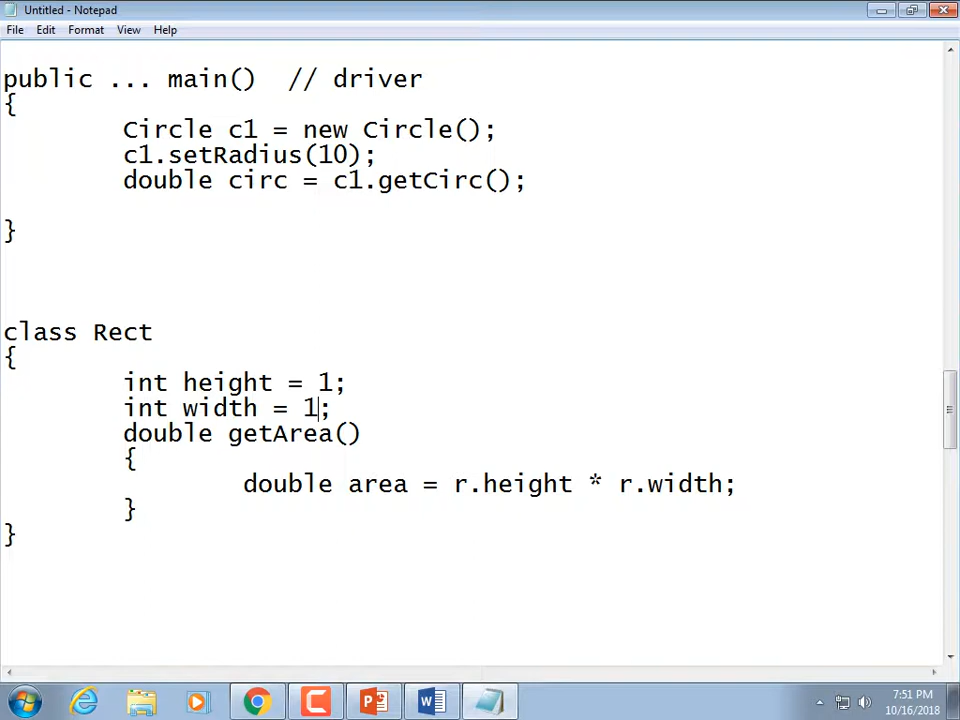 Untitled - Notepad
File Edit Format View Help
public ... main()  // driver
{
        Circle c1 = new Circle();
        c1.setRadius(10);
        double circ = c1.getCirc();
}
class Rect
{
        int height = 1;
        int width = 1;
        double getArea()
        {
                double area = r.height * r.width;
        }
}
7:51 PM
10/16/2018